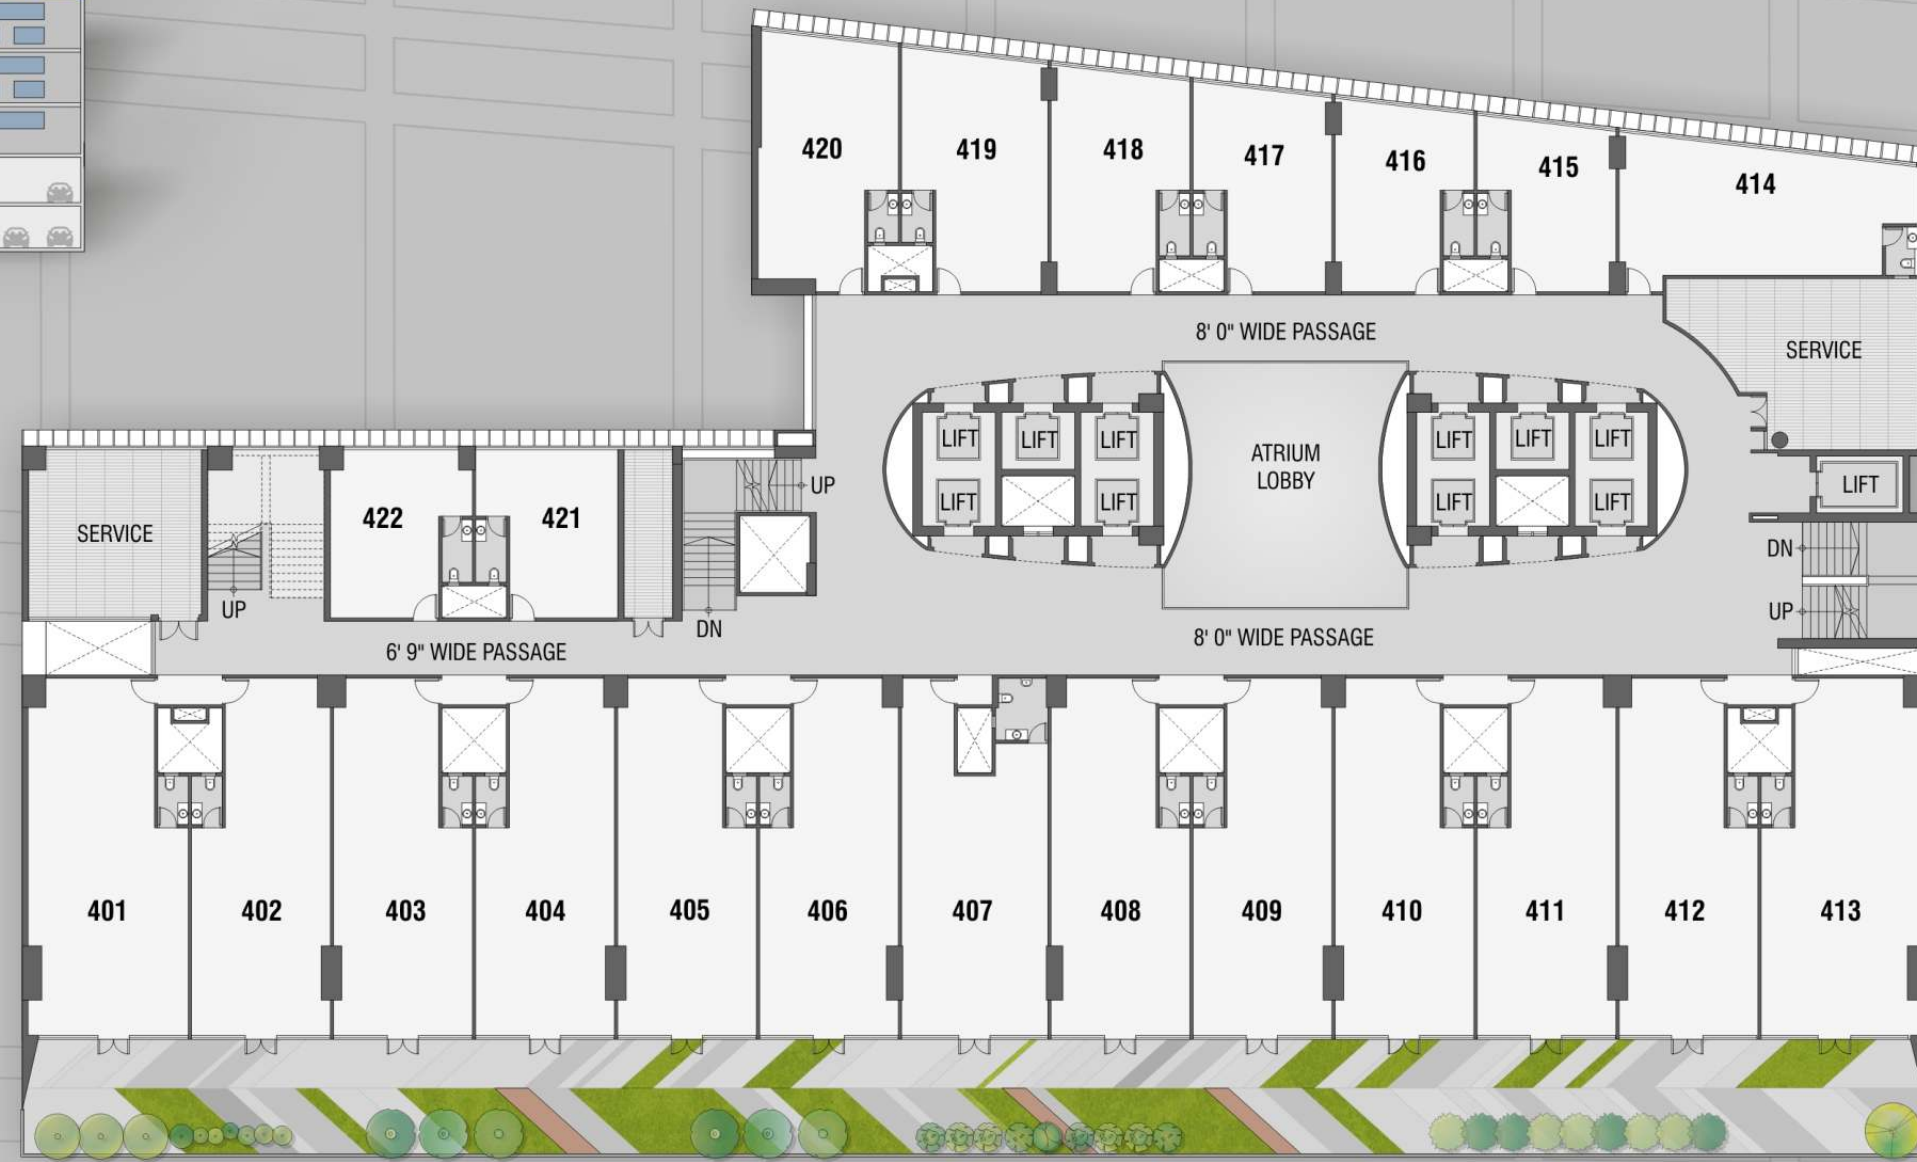 420
419
418
417
416
415
414
8' 0" WIDE PASSAGE
SERVICE
LIFT
LIFT
LIFT
LIFT
LIFT
ATRIUM
LOBBY
LIFT
LIFT
LIFT
LIFT
LIFT
LIFT
SERVICE
UP
422
421
UP
DN
DN
UP
6' 9" WIDE PASSAGE
8' 0" WIDE PASSAGE
401
402
403
404
405
406
407
408
409
410
411
412
413